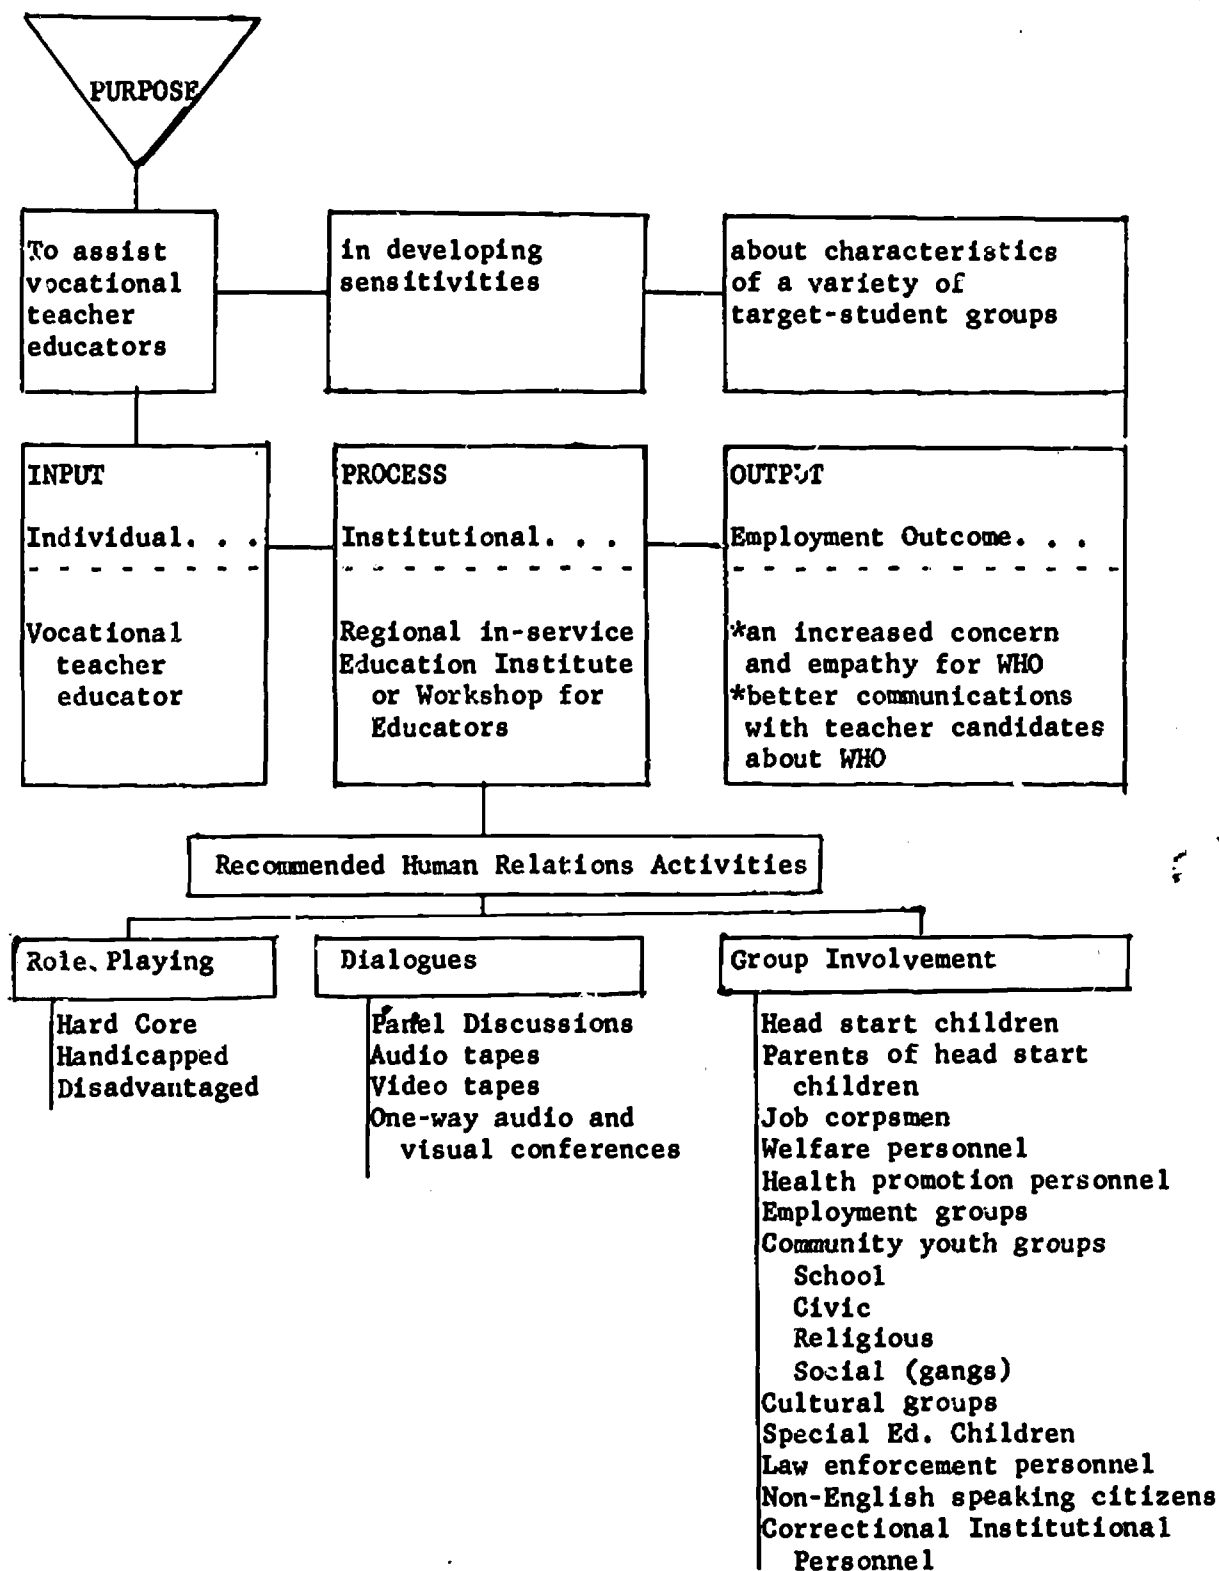 PURPOSE
To assist
vocational
teacher
educators
in developing
sensitivities
about characteristics
of a variety of
target-student groups
INPUT
Individual. . .
- - - - - - - -
Vocational
teacher
educator
PROCESS
Institutional. . .
- - - - - - - - - -
Regional in-service
Education Institute
or Workshop for
Educators
OUTPUT
Employment Outcome. . .
- - - - - - - - - - - - -
*an increased concern
and empathy for WHO
*better communications
with teacher candidates
about WHO
Recommended Human Relations Activities
Role Playing
Hard Core
Handicapped
Disadvantaged
Dialogues
Panel Discussions
Audio tapes
Video tapes
One-way audio and
visual conferences
Group Involvement
Head start children
Parents of head start
children
Job corpsmen
Welfare personnel
Health promotion personnel
Employment groups
Community youth groups
School
Civic
Religious
Social (gangs)
Cultural groups
Special Ed. Children
Law enforcement personnel
Non-English speaking citizens
Correctional Institutional
Personnel